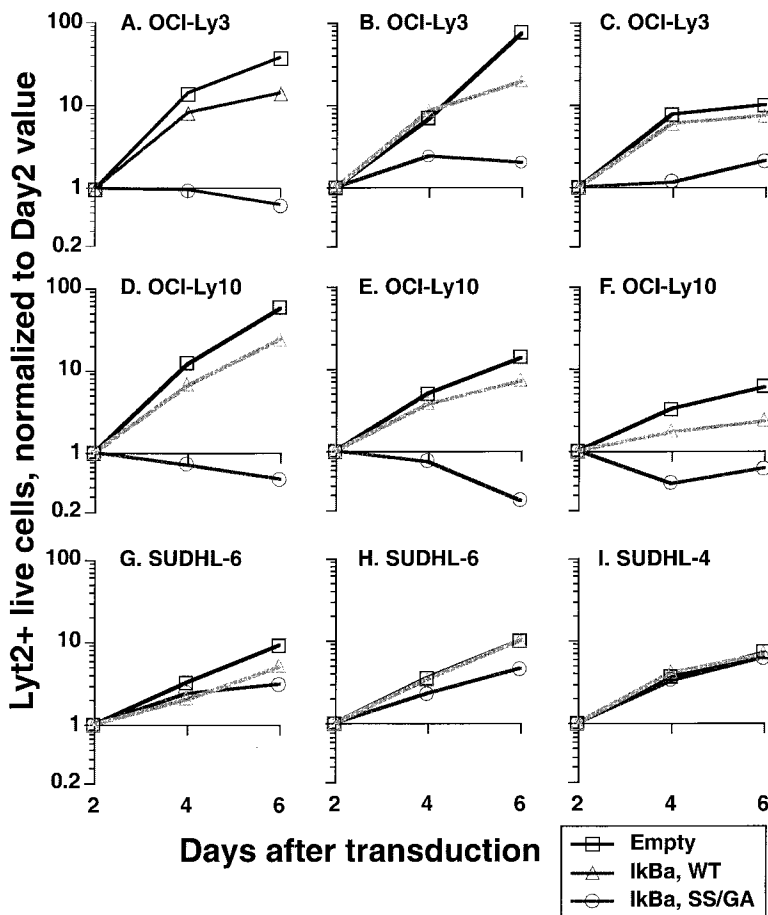 Lyt2+ live cells, normalized to Day2 value
100
10
1
0.2
A. OCI-Ly3
B. OCI-Ly3
C. OCI-Ly3
100
10
1
0.2
D. OCI-Ly10
E. OCI-Ly10
F. OCI-Ly10
100
10
1
0.2
G. SUDHL-6
H. SUDHL-6
I. SUDHL-4
2 4 6
2 4 6
2 4 6
Days after transduction
Empty
IkBa, WT
IkBa, SS/GA